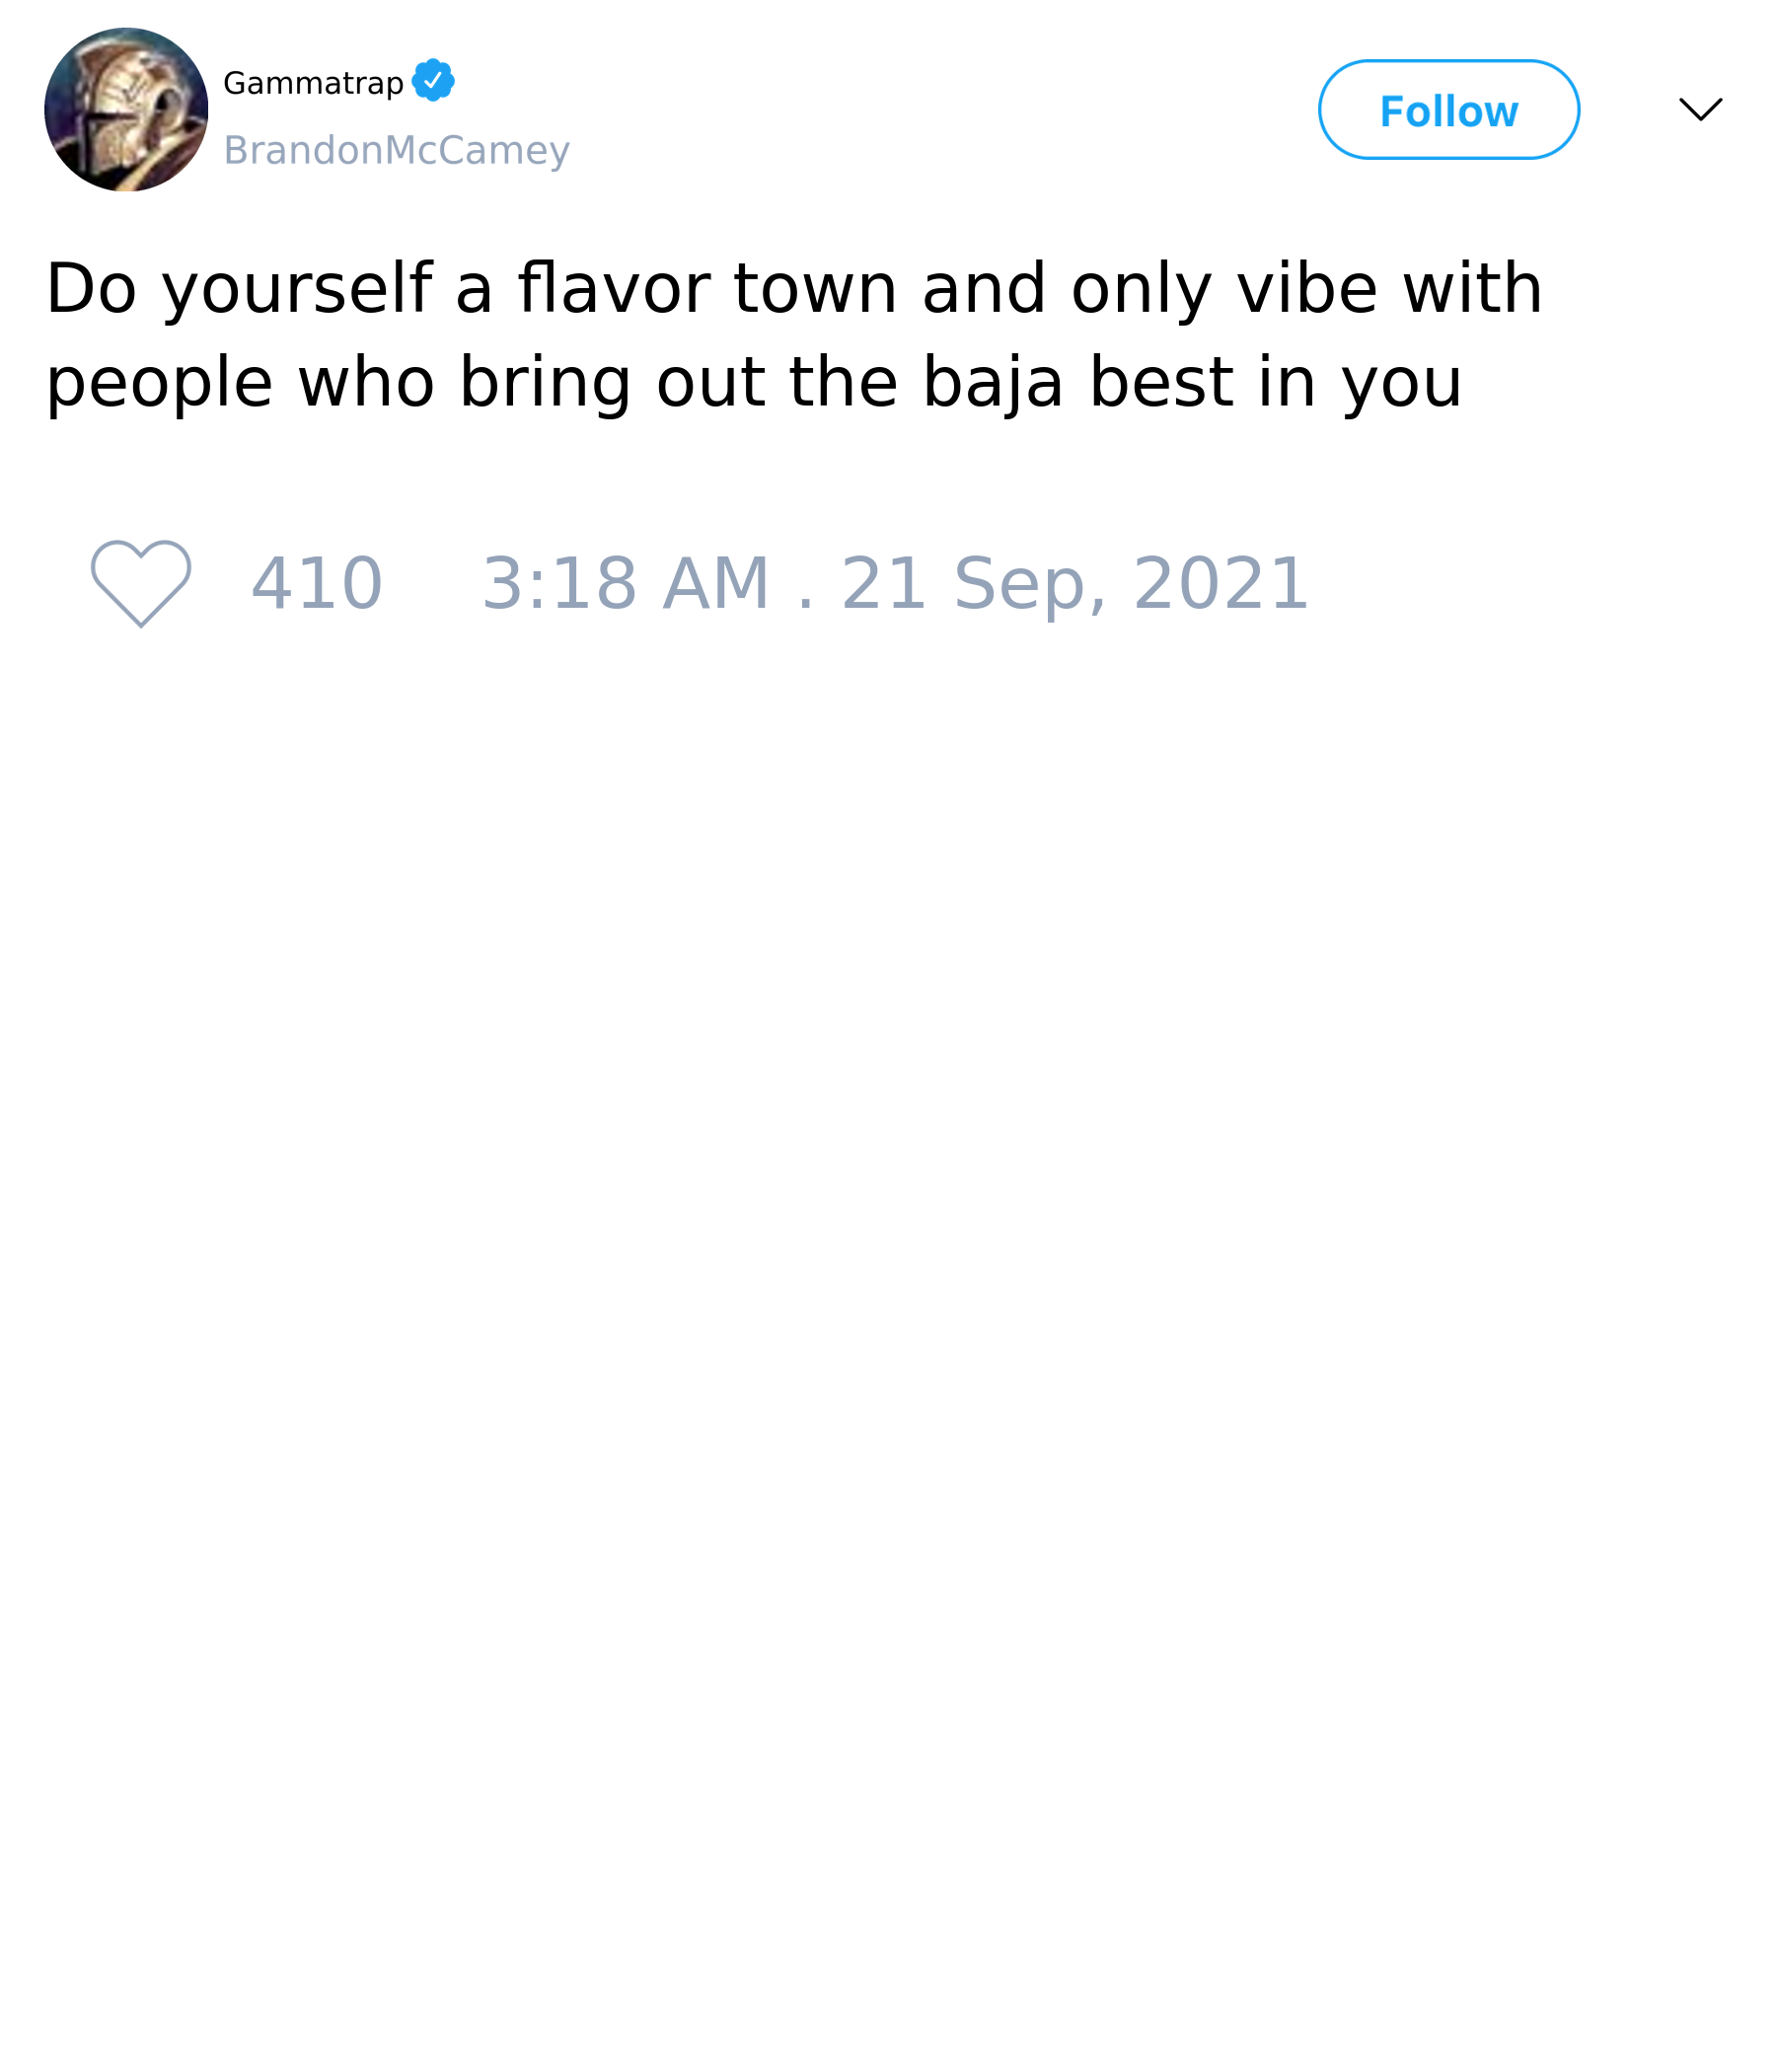 Gammatrap
BrandonMcCamey
Follow
Do yourself a flavor town and only vibe with
people who bring out the baja best in you
410 3:18 AM . 21 Sep, 2021